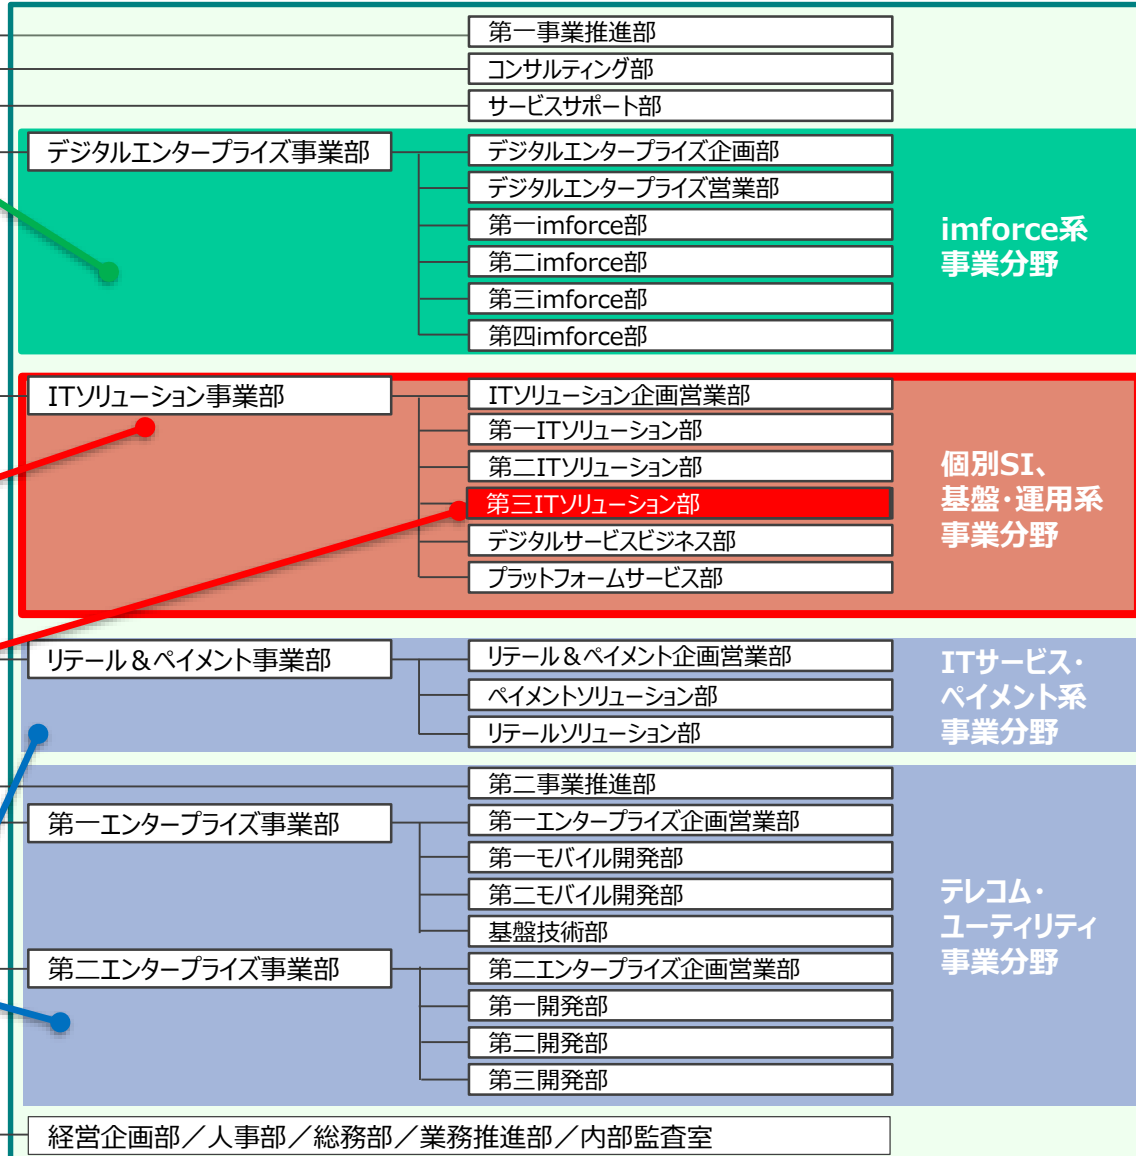 第一事業推進部
コンサルティング部
サービスサポート部
デジタルエンタープライズ事業部
デジタルエンタープライズ企画部
デジタルエンタープライズ営業部
第一imforce部
第二imforce部
第三imforce部
第四imforce部
imforce系
事業分野
ITソリューション事業部
ITソリューション企画営業部
第一ITソリューション部
第二ITソリューション部
第三ITソリューション部
デジタルサービスビジネス部
プラットフォームサービス部
個別SI、
基盤・運用系
事業分野
リテール＆ペイメント事業部
リテール＆ペイメント企画営業部
ペイメントソリューション部
リテールソリューション部
ITサービス・
ペイメント系
事業分野
第二事業推進部
第一エンタープライズ事業部
第一エンタープライズ企画営業部
第一モバイル開発部
第二モバイル開発部
基盤技術部
第二エンタープライズ事業部
第二エンタープライズ企画営業部
第一開発部
第二開発部
第三開発部
テレコム・
ユーティリティ
事業分野
経営企画部／人事部／総務部／業務推進部／内部監査室